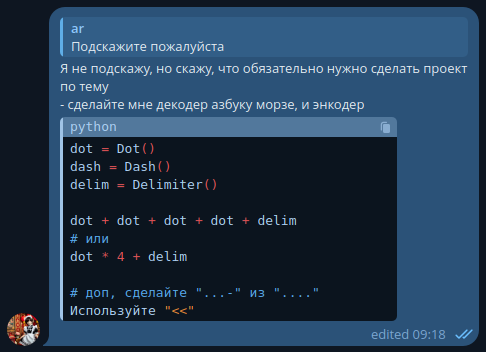 ar
Подскажите пожалуйста
Я не подскажу, но скажу, что обязательно нужно сделать проект
по тему
- сделайте мне декодер азбуку морзе, и энкодер
python
dot = Dot()
dash = Dash()
delim = Delimiter()
dot + dot + dot + dot + delim
# или
dot * 4 + delim
# доп, сделайте "...-" из "...."
Используйте "<<"
edited 09:18